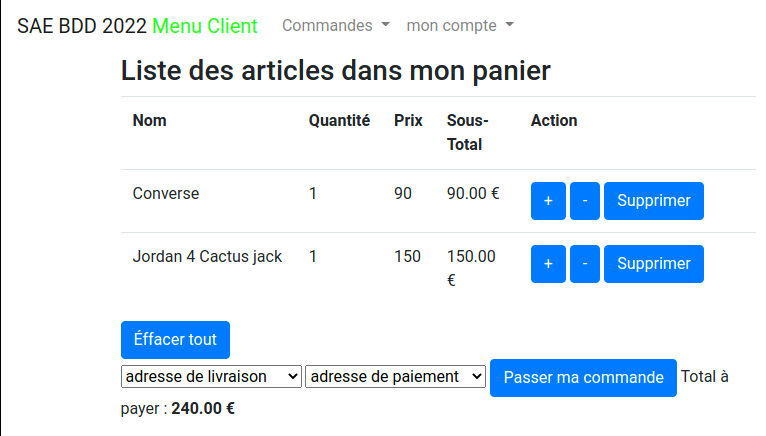 SAE BDD 2022 Menu Client Commandes mon compte
Liste des articles dans mon panier
Nom Quantité Prix Sous-
Total Action
Converse 1 90 90.00 € + - Supprimer
Jordan 4 Cactus jack 1 150 150.00
€ + - Supprimer
Éffacer tout
adresse de livraison adresse de paiement Passer ma commande Total à
payer : 240.00 €